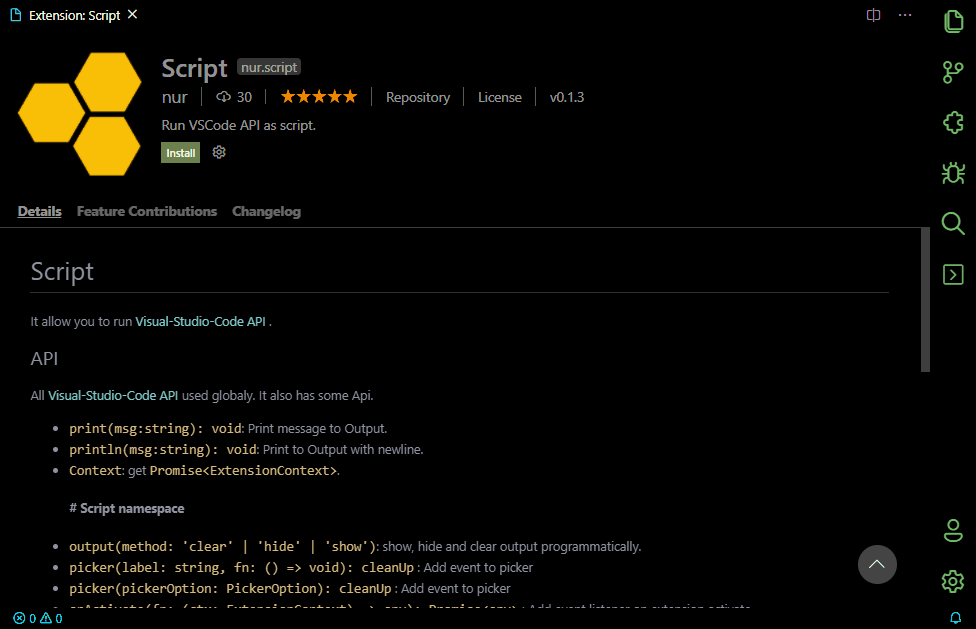 Extension: Script
Script nur.script
nur 30 Repository License v0.1.3
Run VSCode API as script.
Install
Details Feature Contributions Changelog
Script
It allow you to run Visual-Studio-Code API .
API
All Visual-Studio-Code API used globaly. It also has some Api.
print(msg:string): void: Print message to Output.
println(msg:string): void: Print to Output with newline.
Context: get Promise<ExtensionContext>.
# Script namespace
output(method: 'clear' | 'hide' | 'show'): show, hide and clear output programmatically.
picker(label: string, fn: () => void): cleanUp : Add event to picker
picker(pickerOption: PickerOption): cleanUp : Add event to picker
0 0